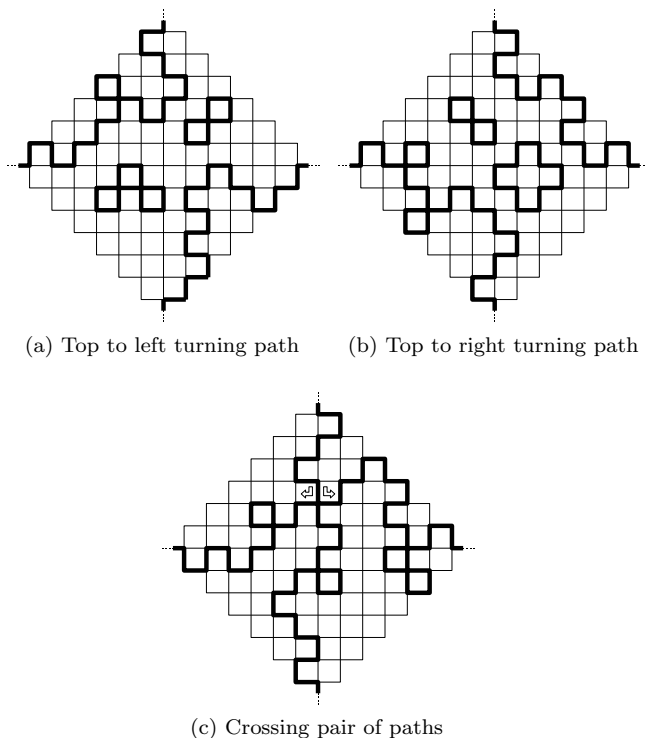 (a) Top to left turning path
(b) Top to right turning path
(c) Crossing pair of paths